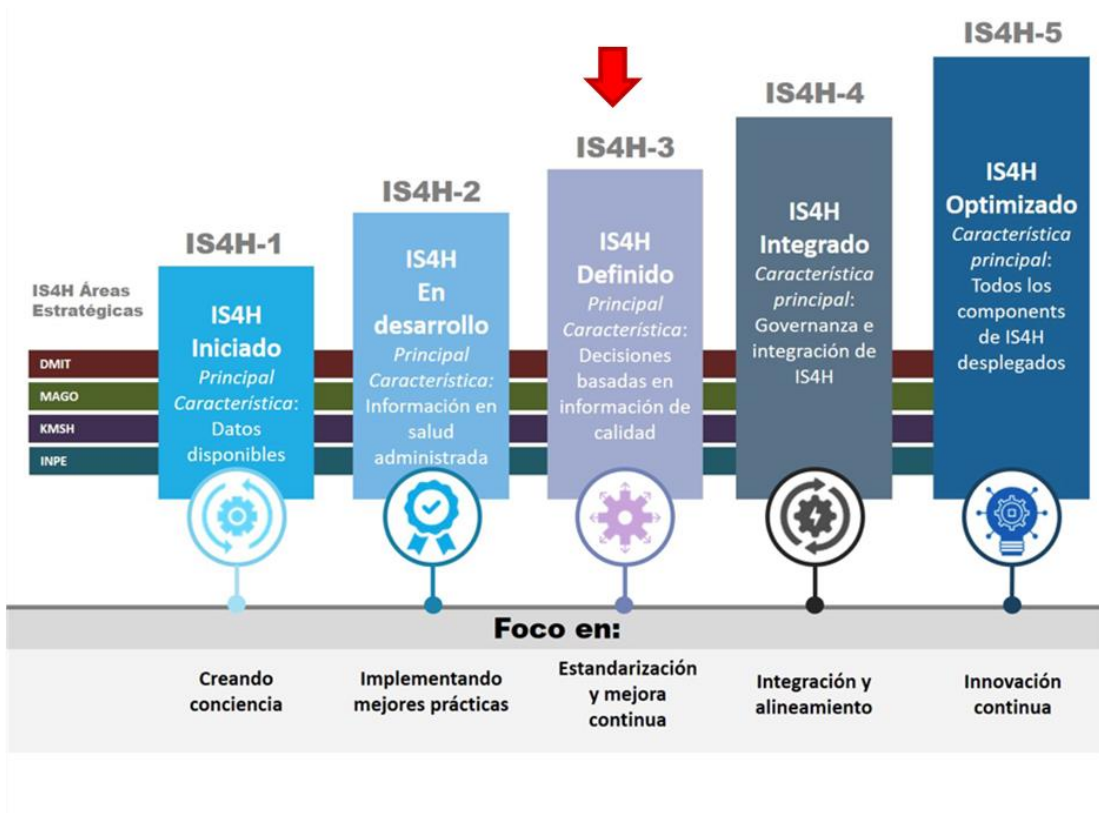 IS4H-1
IS4H-2
IS4H-3
IS4H-4
IS4H-5
IS4H Áreas
Estratégicas
DMIT
MAGO
KMSH
INPE
IS4H
Iniciado
Principal
Característica:
Datos
disponibles
IS4H
En
desarrollo
Principal
Característica:
Información en
salud
administrada
IS4H
Definido
Principal
Característica:
Decisiones
basadas en
información de
calidad
IS4H
Integrado
Característica
principal:
Governanza e
integración de
IS4H
IS4H
Optimizado
Característica
principal:
Todos los
components
de IS4H
desplegados
Foco en:
Creando
conciencia
Implementando
mejores prácticas
Estandarización
y mejora
continua
Integración y
alineamiento
Innovación
continua